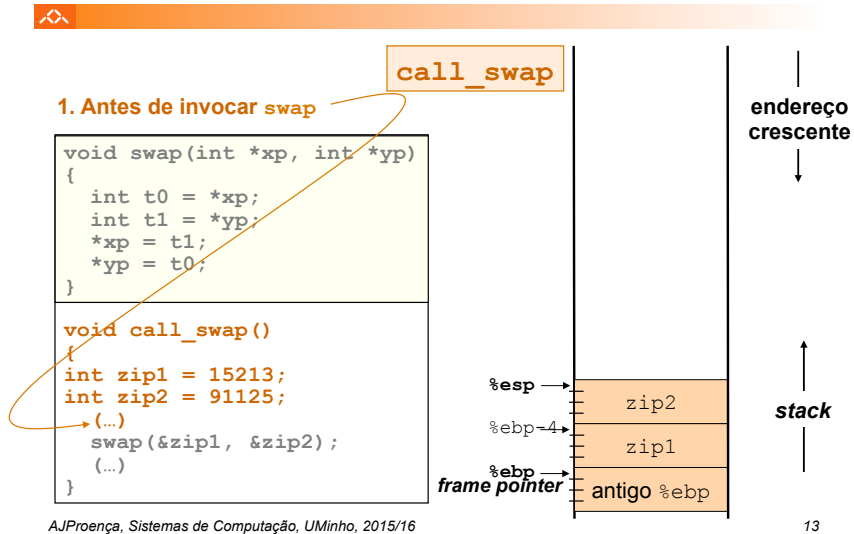 call_swap
1. Antes de invocar swap
void swap(int *xp, int *yp)
{
int t0 = *xp;
int t1 = *yp;
*xp = t1;
*yp = t0;
}
void call_swap()
{
int zip1 = 15213;
int zip2 = 91125;
(…)
swap(&zip1, &zip2);
(…)
}
%esp
%ebp-4
%ebp
frame pointer
zip2
zip1
antigo %ebp
endereço
crescente
stack
AJProença, Sistemas de Computação, UMinho, 2015/16
13